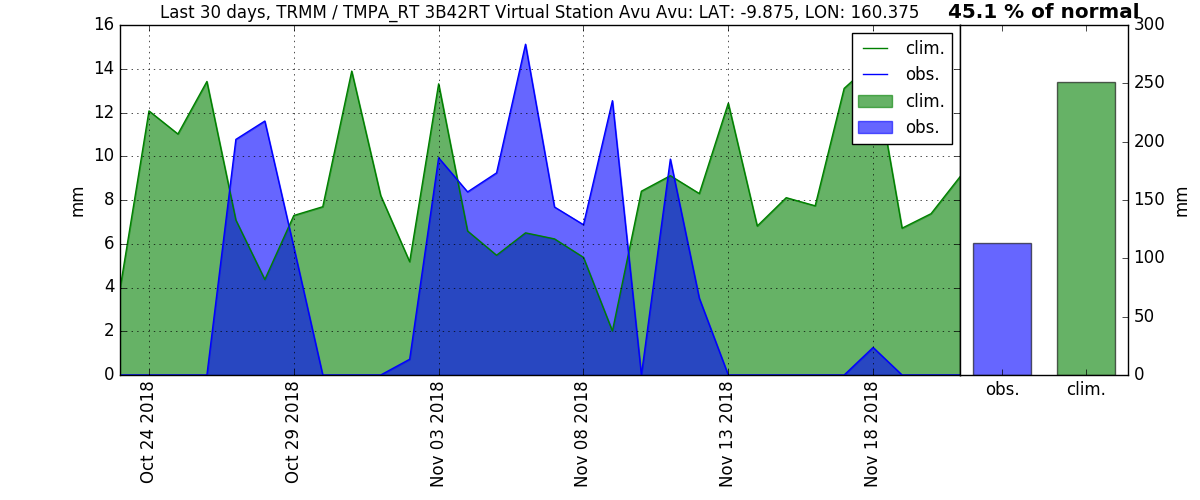 Last 30 days, TRMM / TMPA_RT 3B42RT Virtual Station Avu Avu: LAT: -9.875, LON: 160.375
45.1 % of normal
16
14
12
10
8
6
4
2
0
mm
clim.
obs.
clim.
obs.
300
250
200
150
100
50
0
mm
Oct 24 2018
Oct 29 2018
Nov 03 2018
Nov 08 2018
Nov 13 2018
Nov 18 2018
obs.
clim.